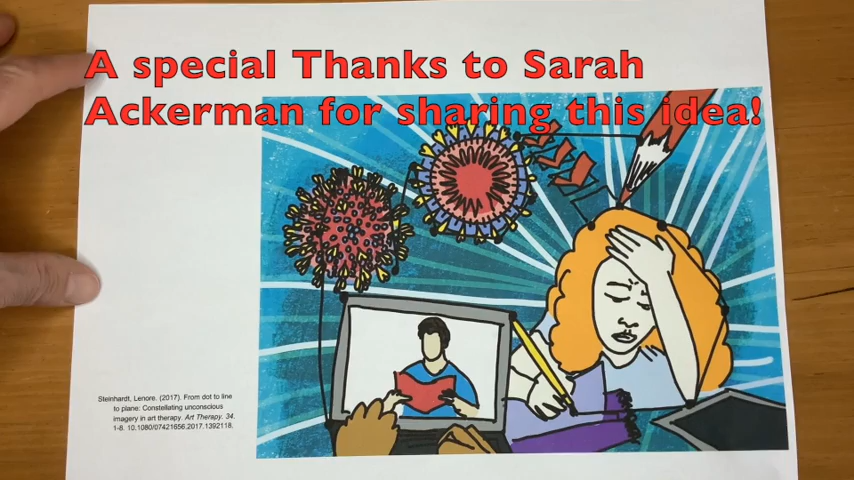 A special Thanks to Sarah
Ackerman for sharing this idea!
Steinhardt, Lenore. (2017). From dot to line
to plane: Constellating unconscious
imagery in art therapy. Art Therapy. 34.
1-8. 10.1080/07421656.2017.1392118.